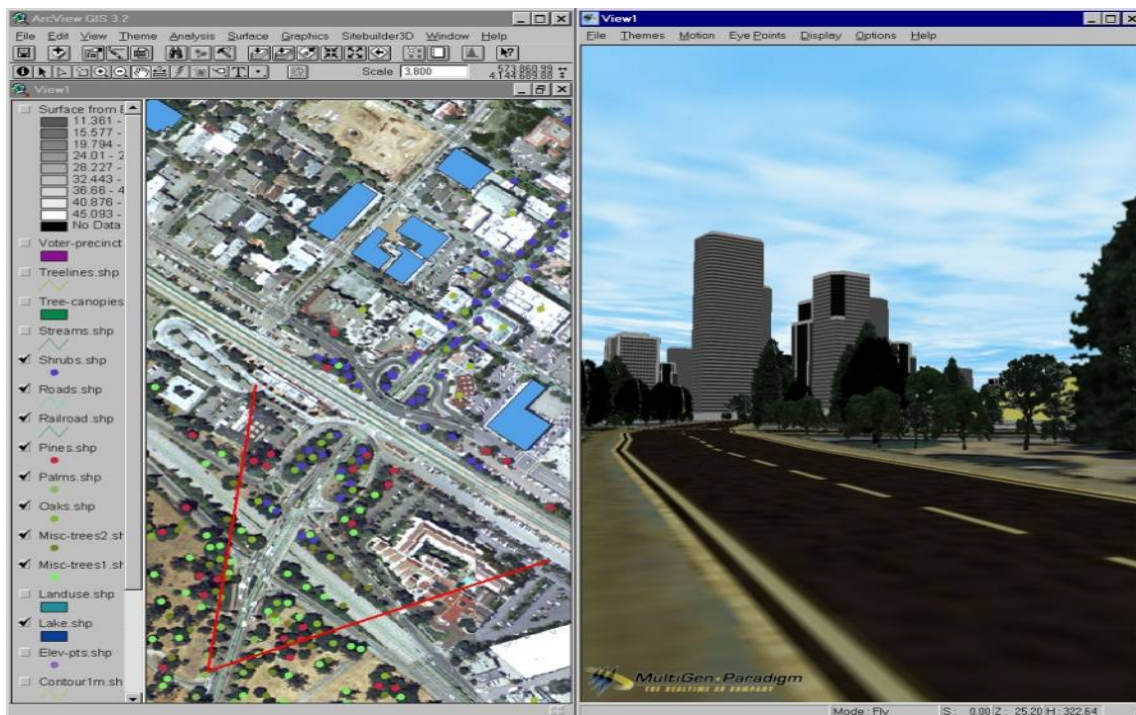 ArcView GIS 3.2
File Edit View Theme Analysis Surface Graphics Sitebuilder3D Window Help
Scale 3,800
573,860.99
4,144,689.88
View1
Surface from E
11.361 -
15.577 -
19.794 -
24.01 - 2
28.227 -
32.443 -
36.66 - 4
40.876 -
45.093 -
No Data
Voter-precinct
Treelines.shp
Tree-canopies
Streams.shp
Shrubs.shp
Roads.shp
Railroad.shp
Pines.shp
Palms.shp
Oaks.shp
Misc-trees2.sh
Misc-trees1.sh
Landuse.shp
Lake.shp
Elev-pts.shp
Contour1m.sh
View1
File Themes Motion Eye Points Display Options Help
MultiGen·Paradigm
THE REALTIME 3D COMPANY
Mode : Fly S : 0.00 Z : 25.20 H : 322.64